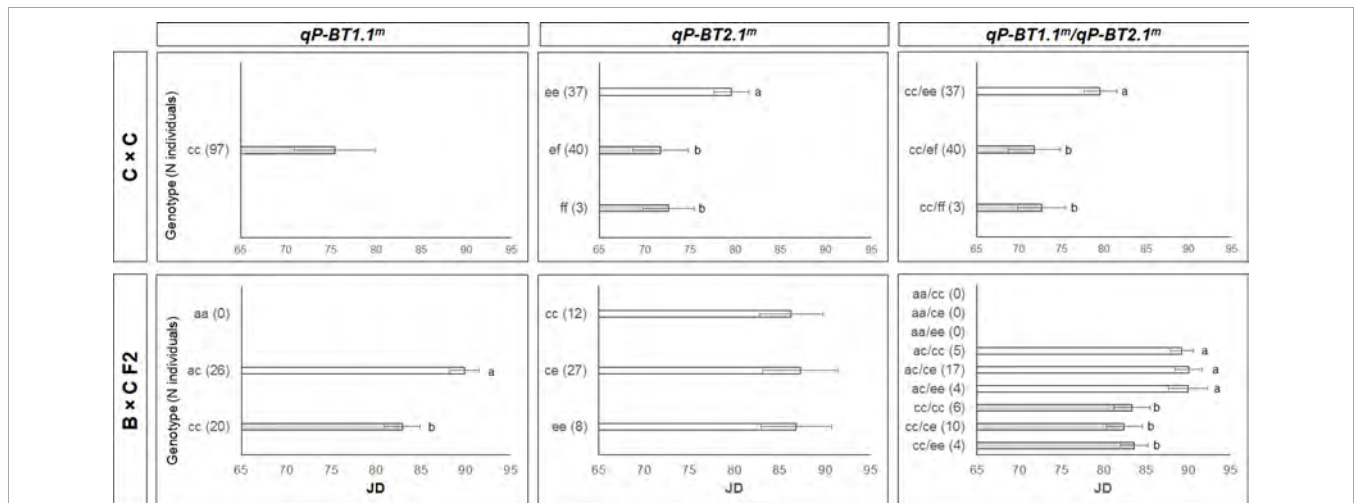 qP-BT1.1ᵐ
qP-BT2.1ᵐ
qP-BT1.1ᵐ/qP-BT2.1ᵐ
C × C
Genotype (N individuals)
cc (97)
65 70 75 80 85 90 95
ee (37)
a
ef (40)
b
ff (3)
b
65 70 75 80 85 90 95
cc/ee (37)
a
cc/ef (40)
b
cc/ff (3)
b
65 70 75 80 85 90 95
B × C F2
Genotype (N individuals)
aa (0)
ac (26)
a
cc (20)
b
65 70 75 80 85 90 95
JD
cc (12)
ce (27)
ee (8)
65 70 75 80 85 90 95
JD
aa/cc (0)
aa/ce (0)
aa/ee (0)
ac/cc (5)
a
ac/ce (17)
a
ac/ee (4)
a
cc/cc (6)
b
cc/ce (10)
b
cc/ee (4)
b
65 70 75 80 85 90 95
JD